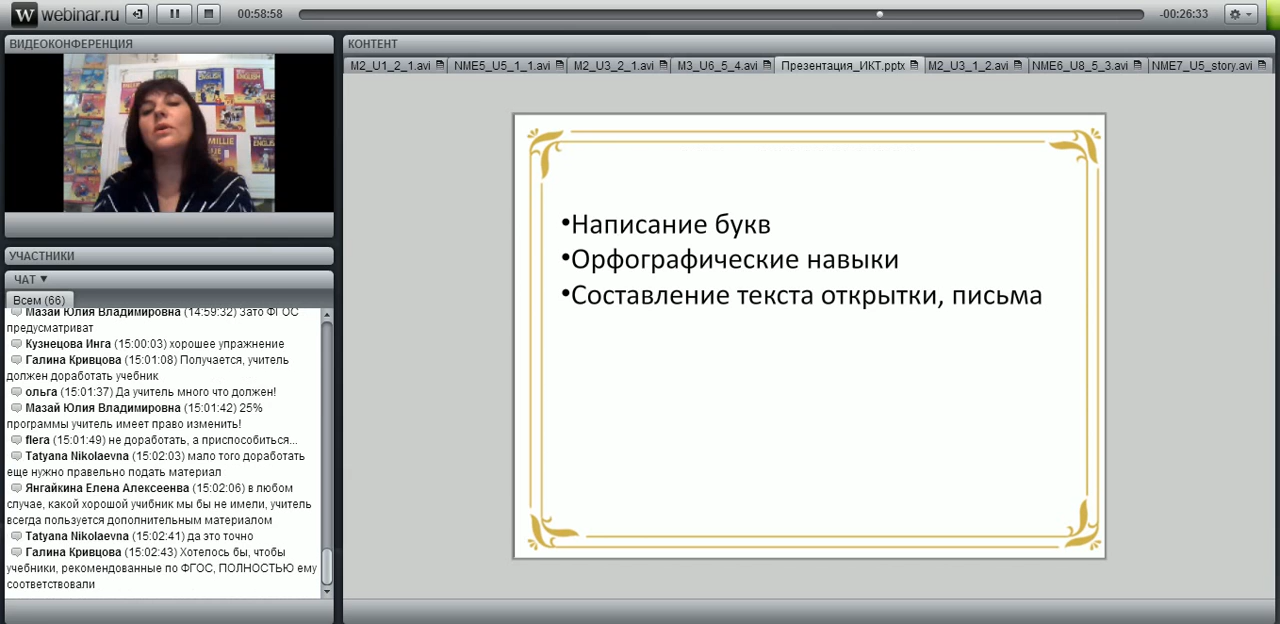 webinar.ru
00:58:58
-00:26:33
ВИДЕОКОНФЕРЕНЦИЯ
ENGLISH
ENGLISH
MILLIE
УЧАСТНИКИ
ЧАТ ▼
Всем (66)
Мазай Юлия Владимировна (14:59:32) Зато ФГОС
предусматриват
Кузнецова Инга (15:00:03) хорошее упражнение
Галина Кривцова (15:01:08) Получается, учитель
должен доработать учебник
ольга (15:01:37) Да учитель много что должен!
Мазай Юлия Владимировна (15:01:42) 25%
программы учитель имеет право изменить!
flera (15:01:49) не доработать, а приспособиться...
Tatyana Nikolaevna (15:02:03) мало того доработать
еще нужно правельно подать материал
Янгайкина Елена Алексеенва (15:02:06) в любом
случае, какой хорошой учибник мы бы не имели, учитель
всегда пользуется дополнительным материалом
Tatyana Nikolaevna (15:02:41) да это точно
Галина Кривцова (15:02:43) Хотелось бы, чтобы
учебники, рекомендованные по ФГОС, ПОЛНОСТЬЮ ему
соответствовали
КОНТЕНТ
M2_U1_2_1.avi NME5_U5_1_1.avi M2_U3_2_1.avi M3_U6_5_4.avi Презентация_ИКТ.pptx M2_U3_1_2.avi NME6_U8_5_3.avi NME7_U5_story.avi
•Написание букв
•Орфографические навыки
•Составление текста открытки, письма